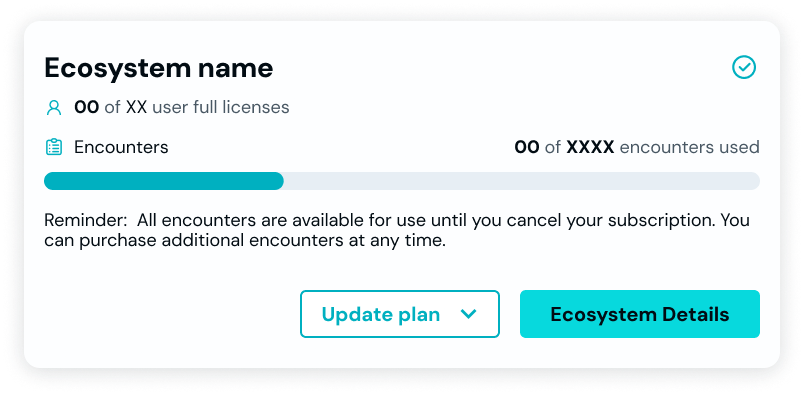 Ecosystem name
00 of XX user full licenses
Encounters
00 of XXXX encounters used
Reminder:  All encounters are available for use until you cancel your subscription. You
can purchase additional encounters at any time.
Update plan
Ecosystem Details